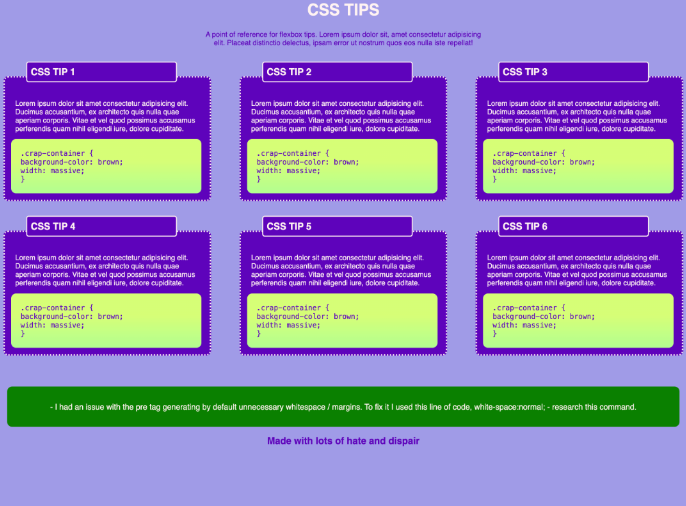 CSS TIPS
A point of reference for flexbox tips. Lorem ipsum dolor sit, amet consectetur adipisicing
elit. Placeat distinctio delectus, ipsam error ut nostrum quos eos nulla iste repellat!
CSS TIP 1
Lorem ipsum dolor sit amet consectetur adipisicing elit.
Ducimus accusantium, ex architecto quis nulla quae
aperiam corporis. Vitae et vel quod possimus accusamus
perferendis quam nihil eligendi iure, dolore cupiditate.
.crap-container {
background-color: brown;
width: massive;
}
CSS TIP 2
Lorem ipsum dolor sit amet consectetur adipisicing elit.
Ducimus accusantium, ex architecto quis nulla quae
aperiam corporis. Vitae et vel quod possimus accusamus
perferendis quam nihil eligendi iure, dolore cupiditate.
.crap-container {
background-color: brown;
width: massive;
}
CSS TIP 3
Lorem ipsum dolor sit amet consectetur adipisicing elit.
Ducimus accusantium, ex architecto quis nulla quae
aperiam corporis. Vitae et vel quod possimus accusamus
perferendis quam nihil eligendi iure, dolore cupiditate.
.crap-container {
background-color: brown;
width: massive;
}
CSS TIP 4
Lorem ipsum dolor sit amet consectetur adipisicing elit.
Ducimus accusantium, ex architecto quis nulla quae
aperiam corporis. Vitae et vel quod possimus accusamus
perferendis quam nihil eligendi iure, dolore cupiditate.
.crap-container {
background-color: brown;
width: massive;
}
CSS TIP 5
Lorem ipsum dolor sit amet consectetur adipisicing elit.
Ducimus accusantium, ex architecto quis nulla quae
aperiam corporis. Vitae et vel quod possimus accusamus
perferendis quam nihil eligendi iure, dolore cupiditate.
.crap-container {
background-color: brown;
width: massive;
}
CSS TIP 6
Lorem ipsum dolor sit amet consectetur adipisicing elit.
Ducimus accusantium, ex architecto quis nulla quae
aperiam corporis. Vitae et vel quod possimus accusamus
perferendis quam nihil eligendi iure, dolore cupiditate.
.crap-container {
background-color: brown;
width: massive;
}
- I had an issue with the pre tag generating by default unnecessary whitespace / margins. To fix it I used this line of code, white-space:normal; - research this command.
Made with lots of hate and dispair